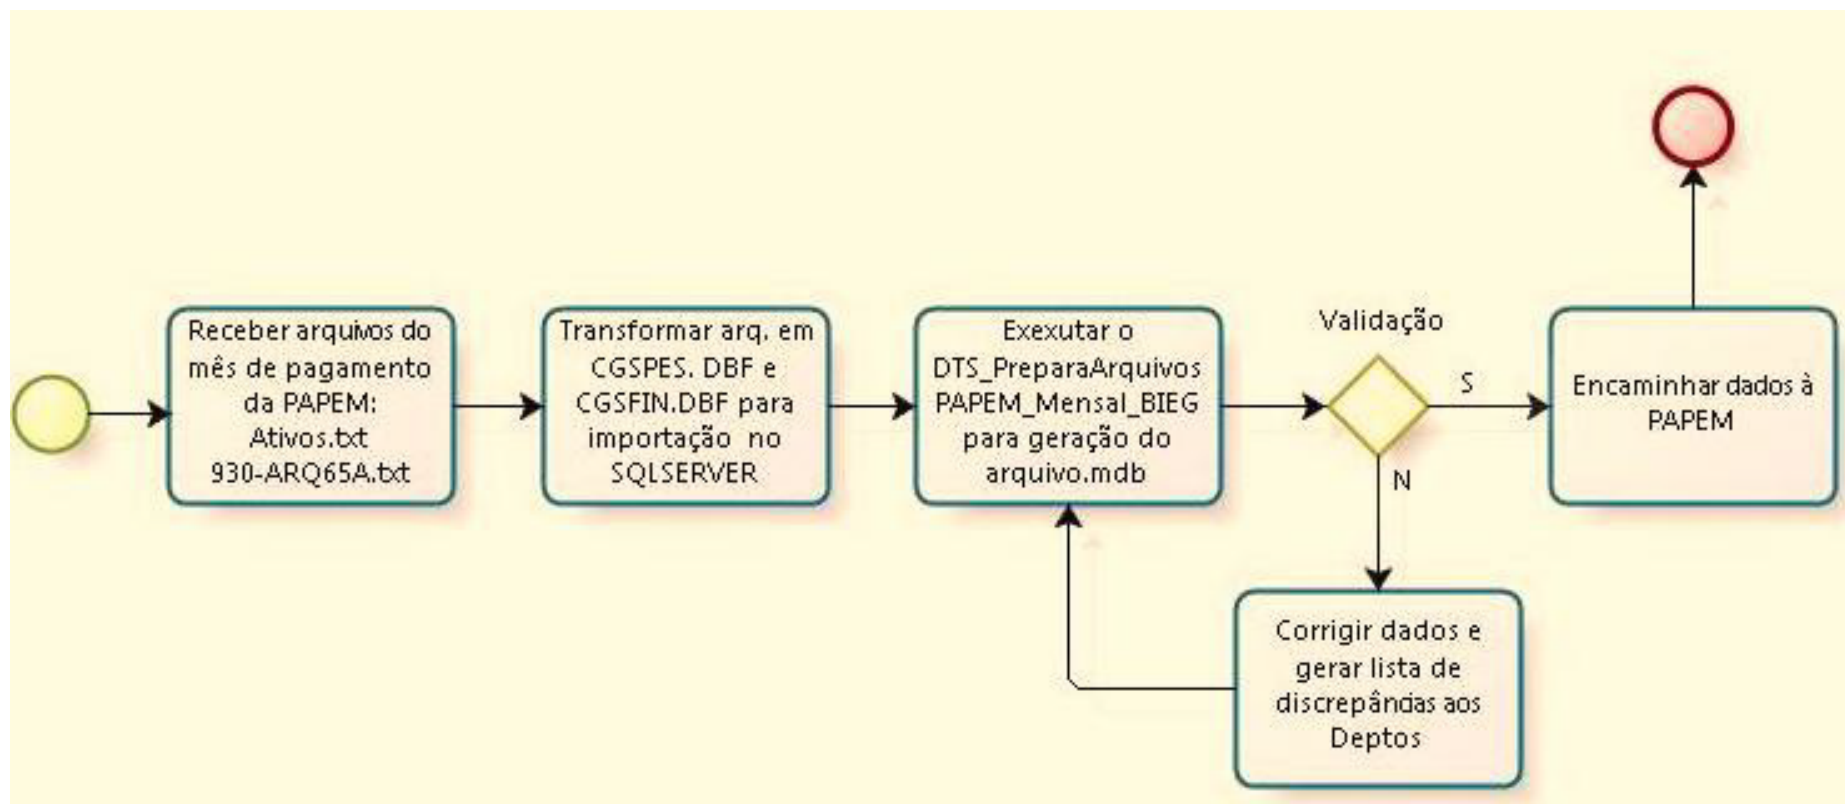 Receber arquivos do
mês de pagamento
da PAPEM:
Ativos.txt
930-ARQ65A.txt
Transformar arq. em
CGSPES. DBF e
CGSFIN.DBF para
importação no
SQLSERVER
Exexutar o
DTS_PreparaArquivos
PAPEM_Mensal_BIEG
para geração do
arquivo.mdb
Validação
S
N
Encaminhar dados à
PAPEM
Corrigir dados e
gerar lista de
discrepâncias aos
Deptos